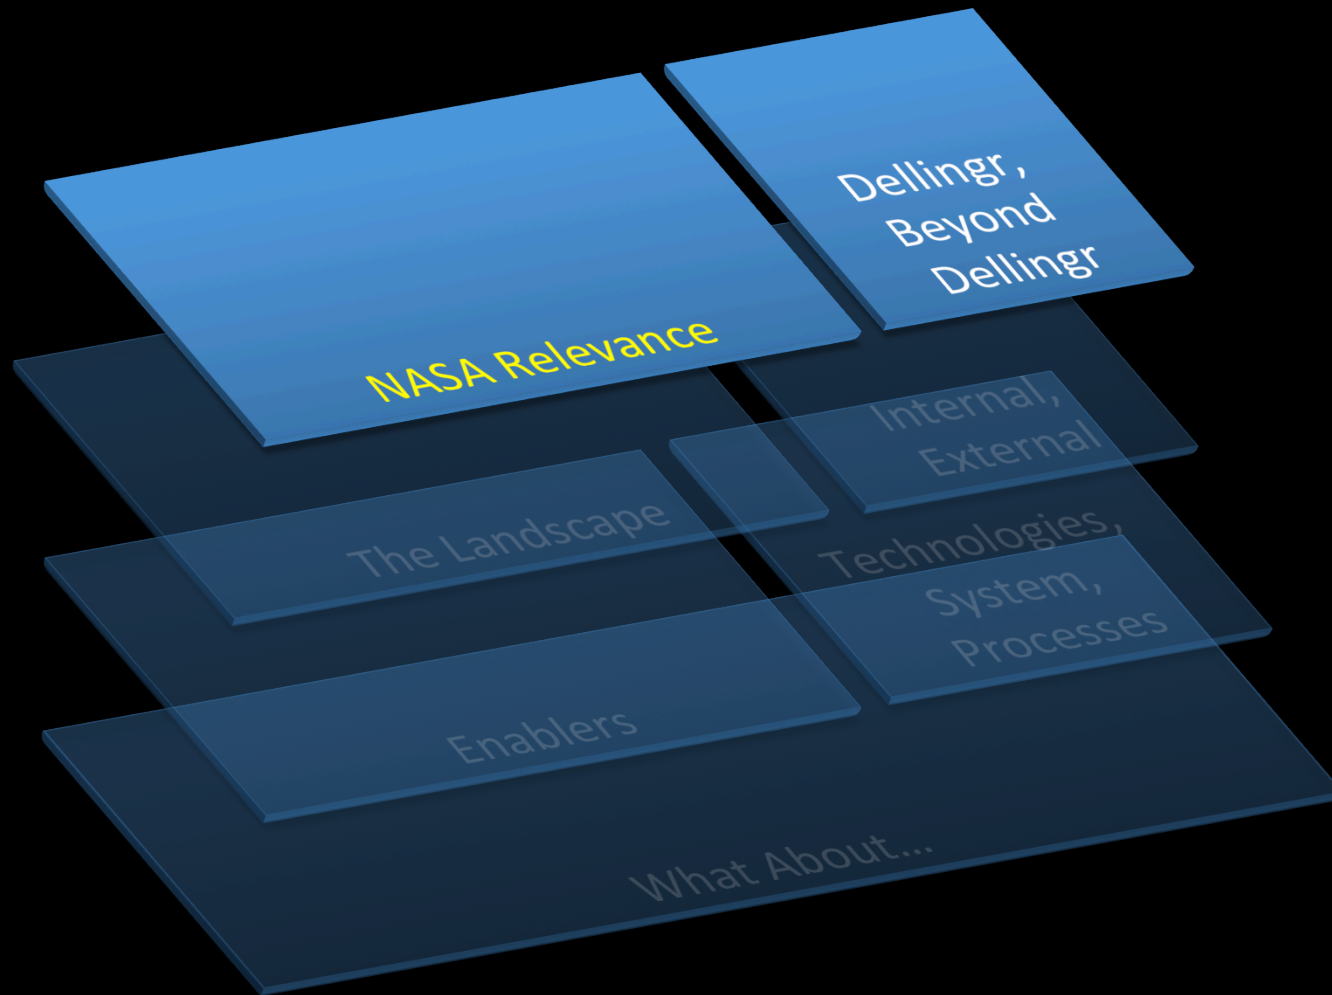 Dellingr,
Beyond
Dellingr
NASA Relevance
Internal,
External
The Landscape
Technologies,
System,
Processes
Enablers
What About...